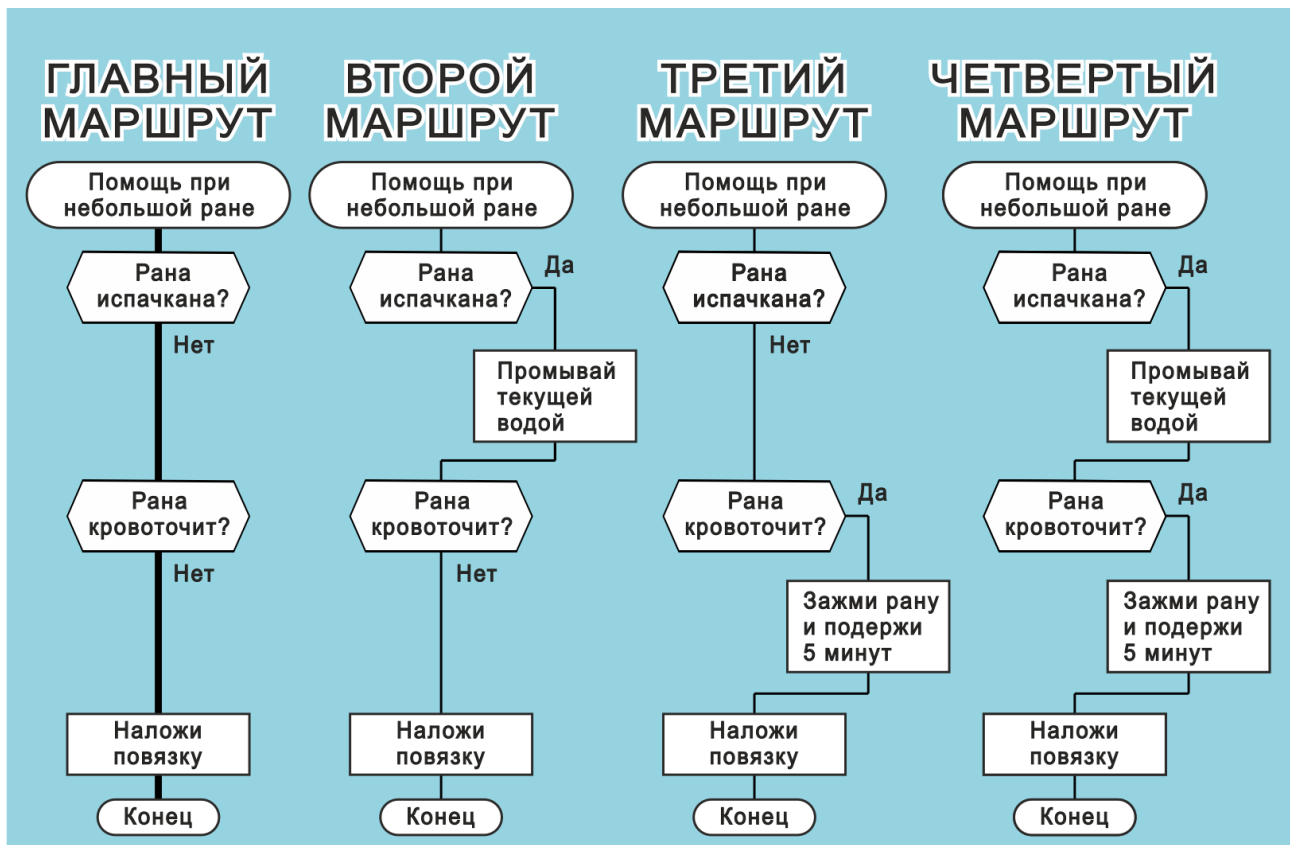 ГЛАВНЫЙ
МАРШРУТ
Помощь при
небольшой ране
Рана
испачкана?
Нет
Рана
кровоточит?
Нет
Наложи
повязку
Конец
ВТОРОЙ
МАРШРУТ
Помощь при
небольшой ране
Рана
испачкана?
Да
Промывай
текущей
водой
Рана
кровоточит?
Нет
Наложи
повязку
Конец
ТРЕТИЙ
МАРШРУТ
Помощь при
небольшой ране
Рана
испачкана?
Нет
Рана
кровоточит?
Да
Зажми рану
и подержи
5 минут
Наложи
повязку
Конец
ЧЕТВЕРТЫЙ
МАРШРУТ
Помощь при
небольшой ране
Рана
испачкана?
Да
Промывай
текущей
водой
Рана
кровоточит?
Да
Зажми рану
и подержи
5 минут
Наложи
повязку
Конец